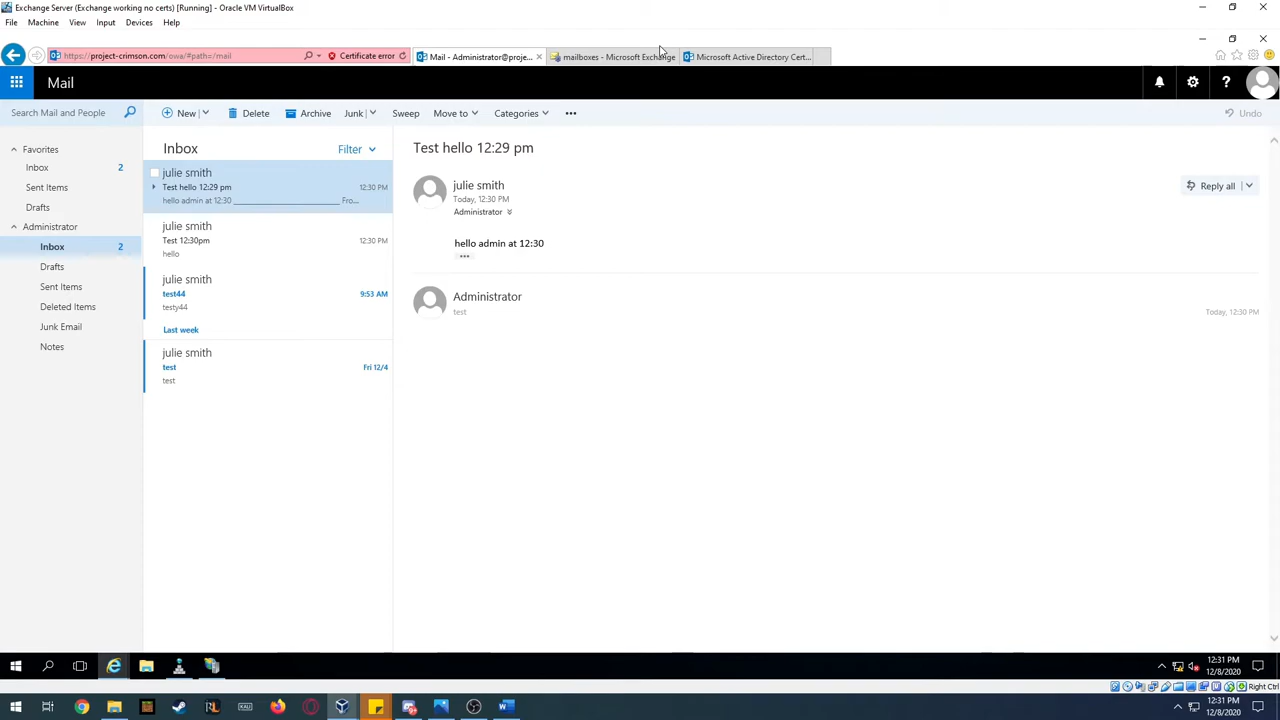 Exchange Server (Exchange working no certs) [Running] - Oracle VM VirtualBox
File Machine View Input Devices Help
https://project-crimson.com/owa/#path=/mail Certificate error Mail - Administrator@proje... mailboxes - Microsoft Exchange Microsoft Active Directory Cert...
Mail
Search Mail and People New Delete Archive Junk Sweep Move to Categories Undo
Favorites
Inbox 2
Sent Items
Drafts
Administrator
Inbox 2
Drafts
Sent Items
Deleted Items
Junk Email
Notes
Inbox Filter
julie smith
Test hello 12:29 pm 12:30 PM
hello admin at 12:30 ________________________________ Fro...
julie smith
Test 12:30pm 12:30 PM
hello
julie smith
test44 9:53 AM
testy44
Last week
julie smith
test Fri 12/4
test
Test hello 12:29 pm
julie smith
Today, 12:30 PM
Administrator
Reply all
hello admin at 12:30
Administrator
test Today, 12:30 PM
12:31 PM
12/8/2020
Right Ctrl
KALI
12:31 PM
12/8/2020